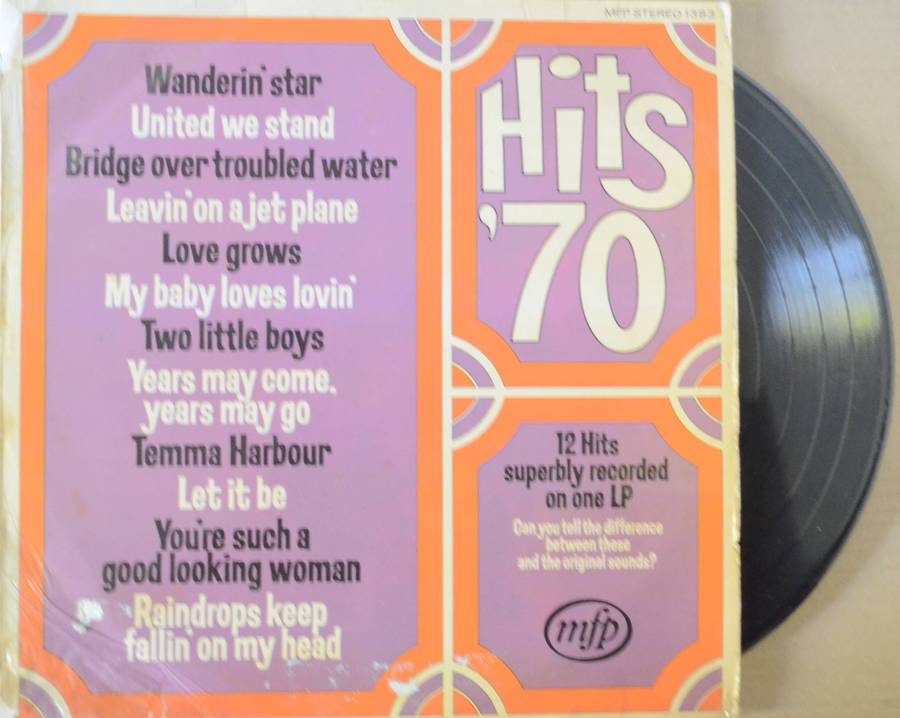 MFP STEREO 1383
Wanderin' star
United we stand
Bridge over troubled water
Leavin' on a jet plane
Love grows
My baby loves lovin'
Two little boys
Years may come,
years may go
Temma Harbour
Let it be
You're such a
good looking woman
Raindrops keep
fallin' on my head
Hits
'70
12 Hits
superbly recorded
on one LP
Can you tell the difference
between these
and the original sounds?
mfp